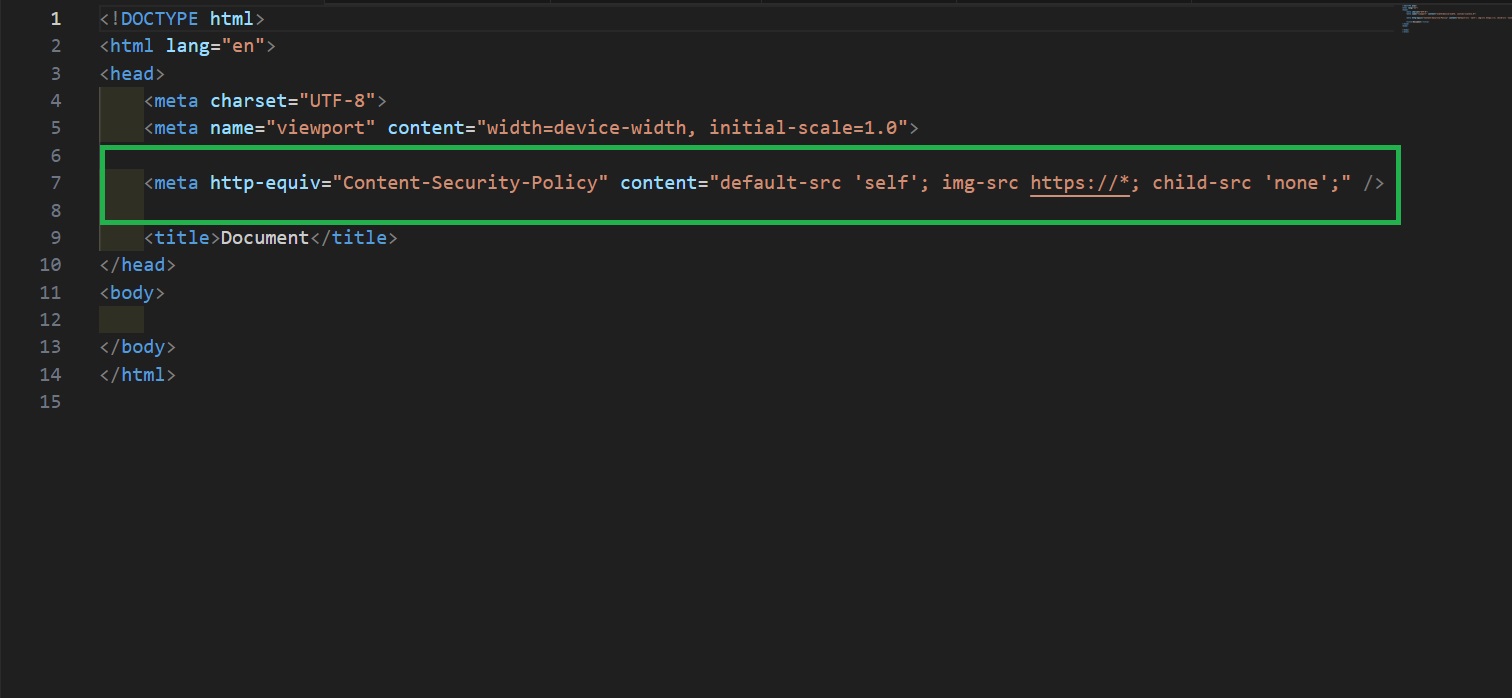 1 <!DOCTYPE html>
2 <html lang="en">
3 <head>
4     <meta charset="UTF-8">
5     <meta name="viewport" content="width=device-width, initial-scale=1.0">
6
7     <meta http-equiv="Content-Security-Policy" content="default-src 'self'; img-src https://*; child-src 'none';" />
8
9     <title>Document</title>
10 </head>
11 <body>
12
13 </body>
14 </html>
15